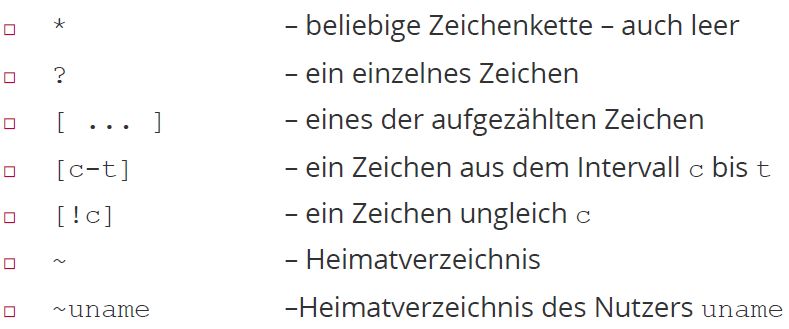 * – beliebige Zeichenkette – auch leer
? – ein einzelnes Zeichen
[ ... ] – eines der aufgezählten Zeichen
[c-t] – ein Zeichen aus dem Intervall c bis t
[!c] – ein Zeichen ungleich c
~ – Heimatverzeichnis
~uname –Heimatverzeichnis des Nutzers uname